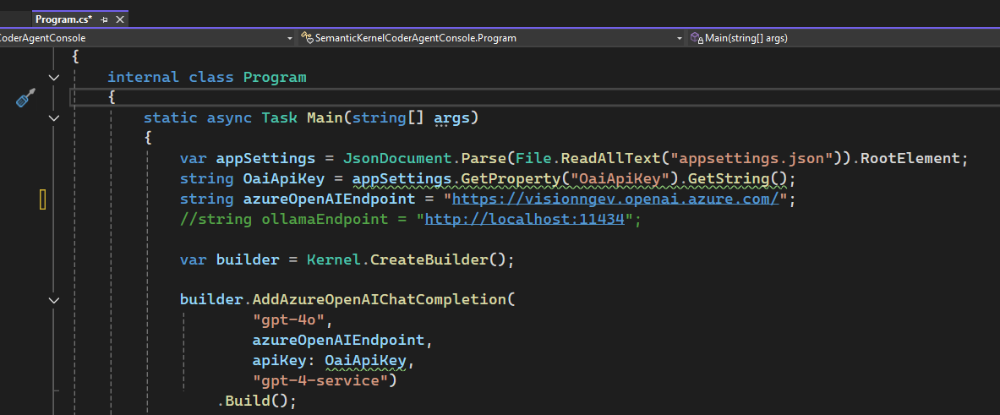 Program.cs*
CoderAgentConsole
SemanticKernelCoderAgentConsole.Program
Main(string[] args)
{
internal class Program
{
static async Task Main(string[] args)
{
var appSettings = JsonDocument.Parse(File.ReadAllText("appsettings.json")).RootElement;
string OaiApiKey = appSettings.GetProperty("OaiApiKey").GetString();
string azureOpenAIEndpoint = "https://visionngev.openai.azure.com/";
//string ollamaEndpoint = "http://localhost:11434";
var builder = Kernel.CreateBuilder();
builder.AddAzureOpenAIChatCompletion(
"gpt-4o",
azureOpenAIEndpoint,
apiKey: OaiApiKey,
"gpt-4-service")
.Build();